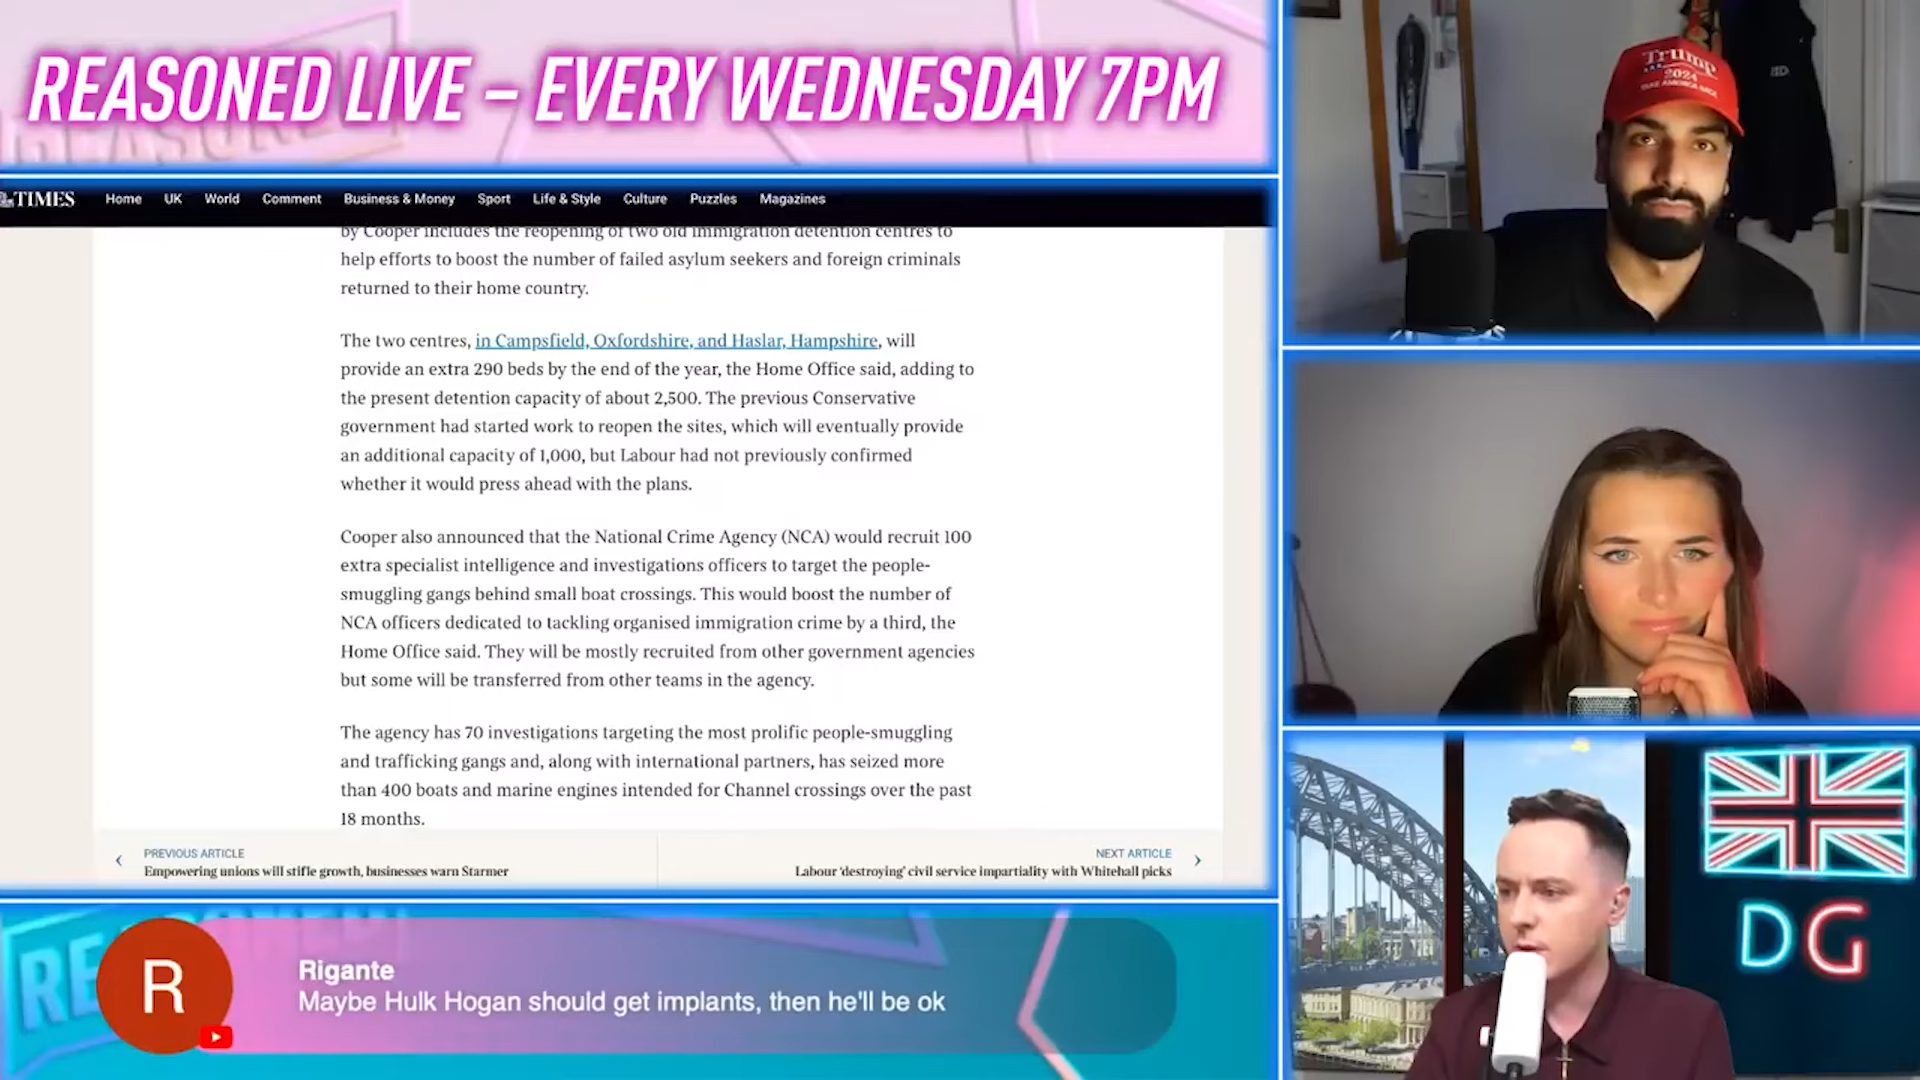 REASONED LIVE – EVERY WEDNESDAY 7PM
TIMES
Home UK World Comment Business & Money Sport Life & Style Culture Puzzles Magazines
by Cooper includes the reopening of two old immigration detention centres to
help efforts to boost the number of failed asylum seekers and foreign criminals
returned to their home country.
The two centres, in Campsfield, Oxfordshire, and Haslar, Hampshire, will
provide an extra 290 beds by the end of the year, the Home Office said, adding to
the present detention capacity of about 2,500. The previous Conservative
government had started work to reopen the sites, which will eventually provide
an additional capacity of 1,000, but Labour had not previously confirmed
whether it would press ahead with the plans.
Cooper also announced that the National Crime Agency (NCA) would recruit 100
extra specialist intelligence and investigations officers to target the people-
smuggling gangs behind small boat crossings. This would boost the number of
NCA officers dedicated to tackling organised immigration crime by a third, the
Home Office said. They will be mostly recruited from other government agencies
but some will be transferred from other teams in the agency.
The agency has 70 investigations targeting the most prolific people-smuggling
and trafficking gangs and, along with international partners, has seized more
than 400 boats and marine engines intended for Channel crossings over the past
18 months.
PREVIOUS ARTICLE
Empowering unions will stifle growth, businesses warn Starmer
NEXT ARTICLE
Labour 'destroying' civil service impartiality with Whitehall picks
R
Rigante
Maybe Hulk Hogan should get implants, then he'll be ok
Trump
2024
DG